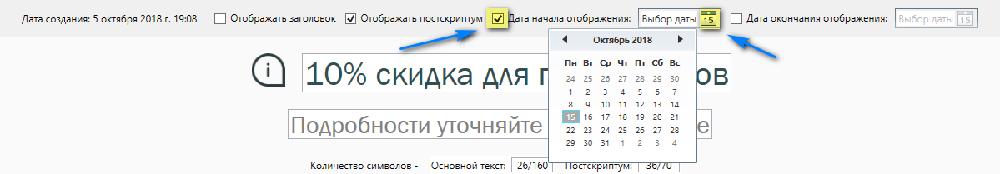 Дата создания: 5 октября 2018 г. 19:08 Отображать заголовок Отображать постскриптум Дата начала отображения: Выбор даты 15 Дата окончания отображения: Выбор даты 15
Октябрь 2018
Пн Вт Ср Чт Пт Сб Вс
24 25 26 27 28 29 30
1 2 3 4 5 6 7
8 9 10 11 12 13 14
15 16 17 18 19 20 21
22 23 24 25 26 27 28
29 30 31 1 2 3 4
10% скидка для
Подробности уточняйте
Количество символов - Основной текст: 26/160 Постскриптум: 36/70